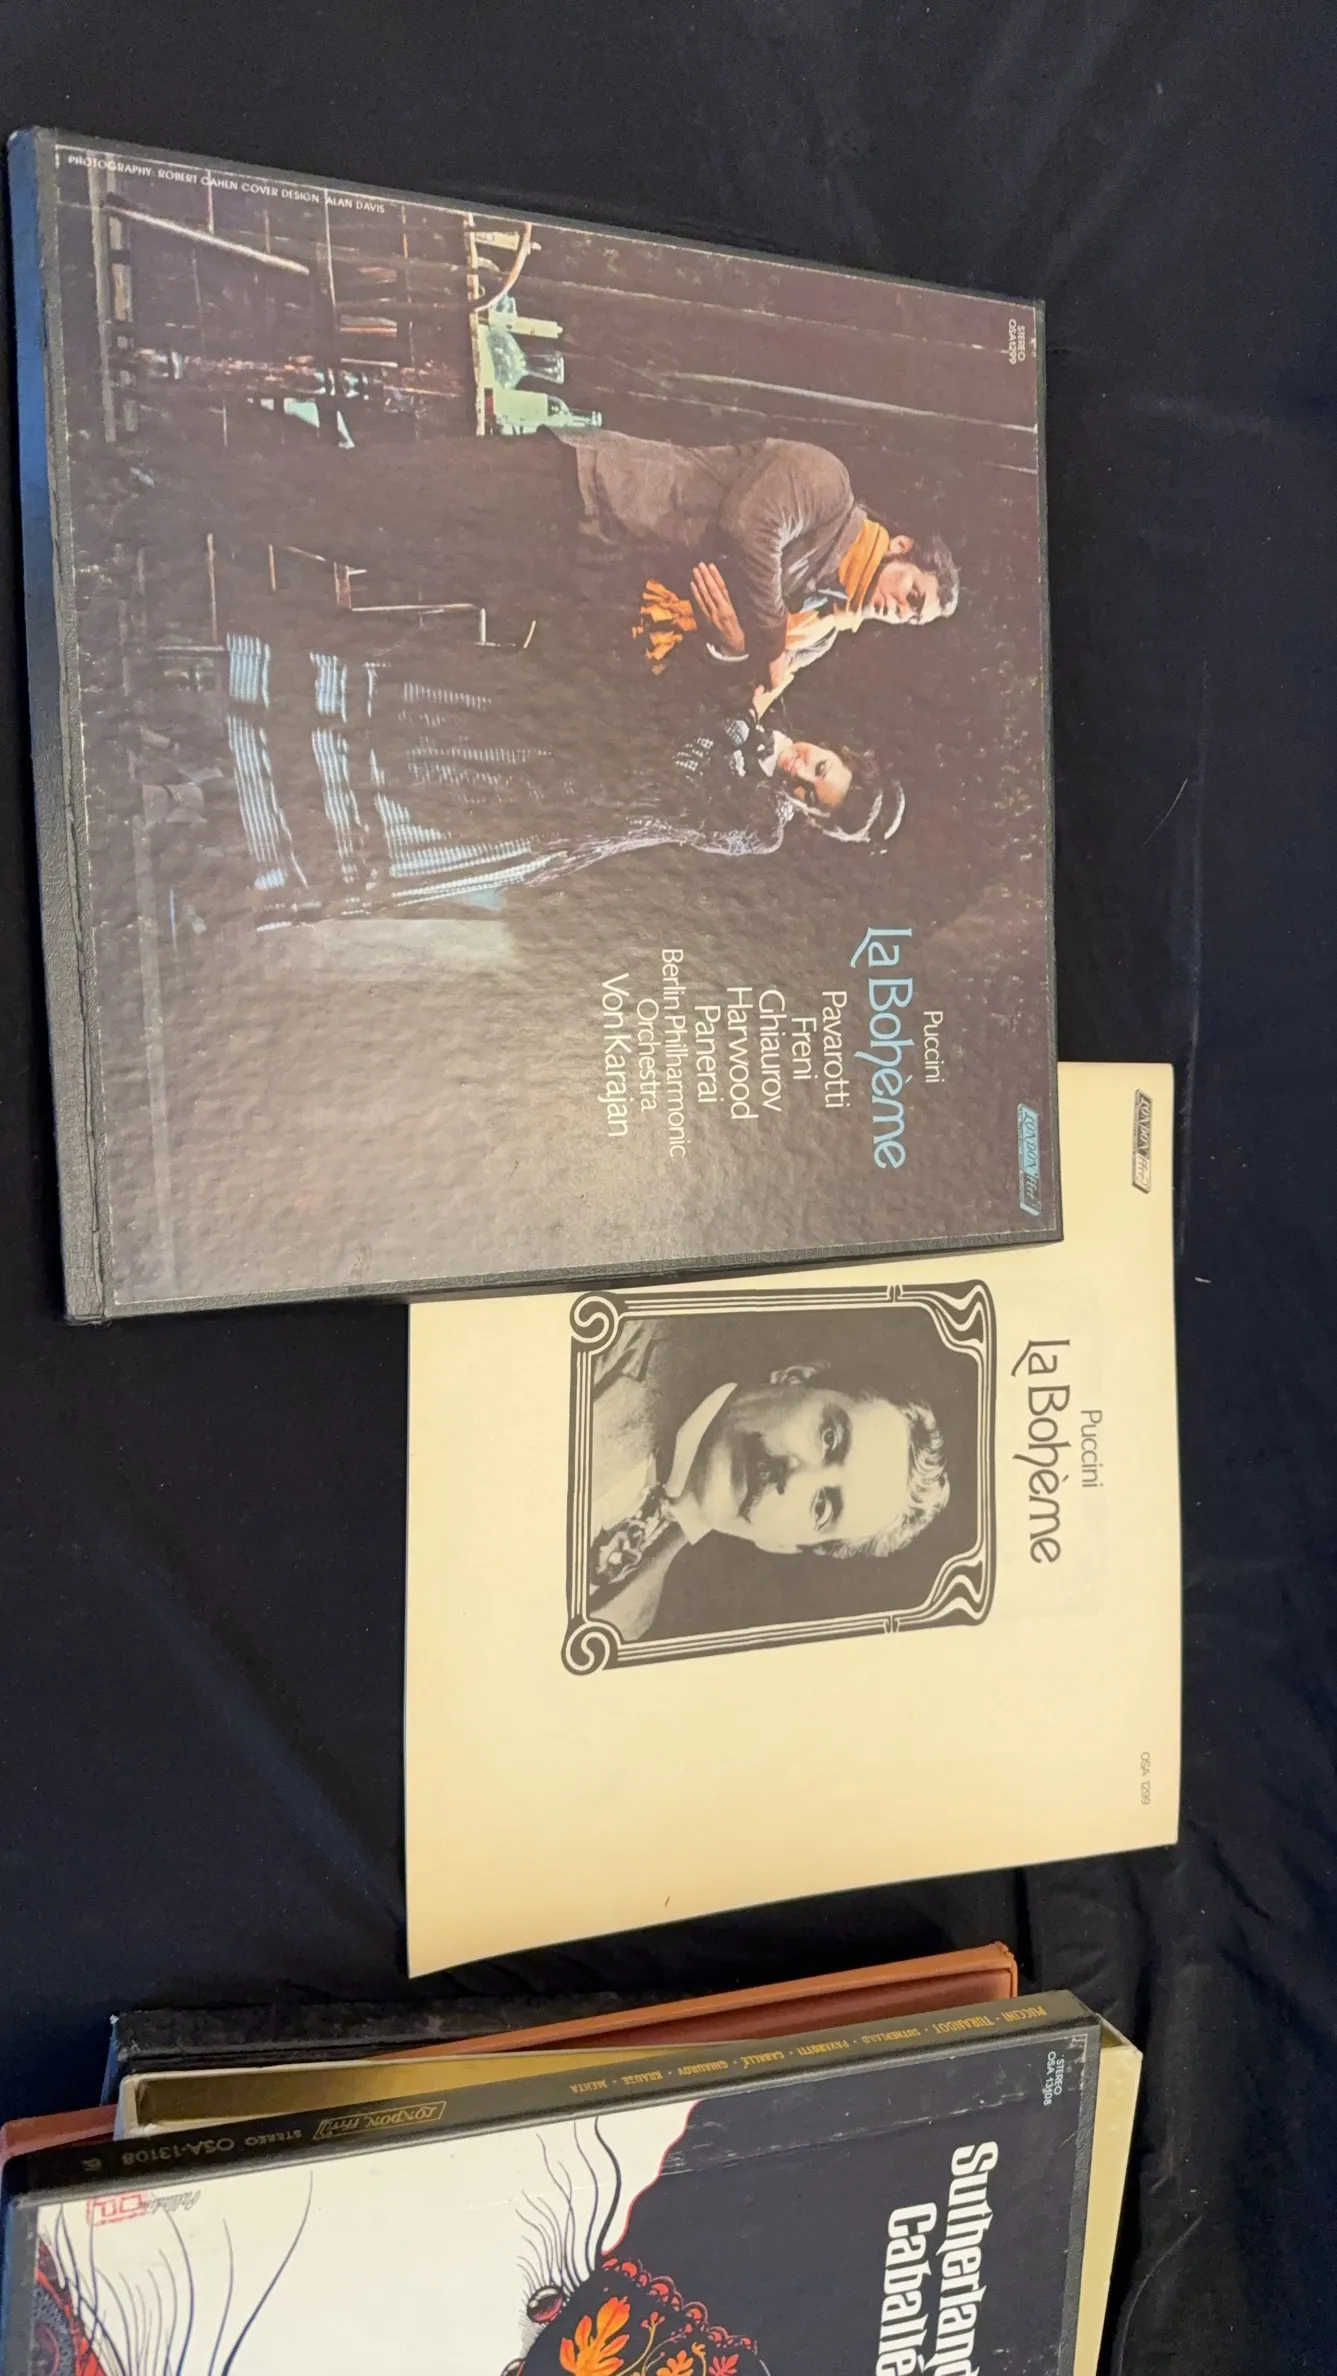 STEREO
OSA1299
LONDON ffrr
Puccini
la Bohème
Pavarotti
Freni
Ghiaurov
Harwood
Panerai
Berlin Philharmonic
Orchestra
Von Karajan
PHOTOGRAPHY: ROBERT CAHEN COVER DESIGN ALAN DAVIS
LONDON ffrr
OSA 1299
Puccini
la Bohème
PUCCINI · TURANDOT · SUTHERLAND · PAVAROTTI · CABALLÉ · GHIAUROV · KRAUSE · MEHTA
LONDON ffrr
STEREO OSA-13108
STEREO
OSA 13108
Sutherland
Caballé